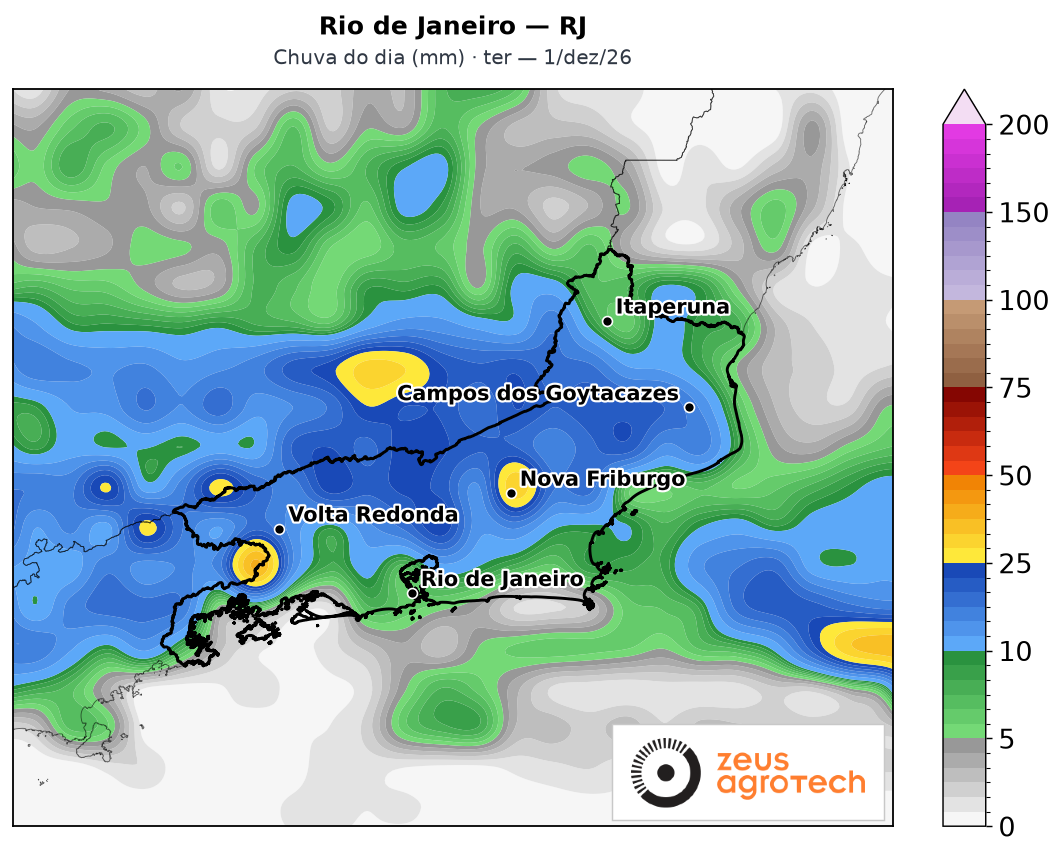 Rio de Janeiro — RJ
Chuva do dia (mm) · ter — 1/dez/26
Itaperuna
Campos dos Goytacazes
Nova Friburgo
Volta Redonda
Rio de Janeiro
zeus
agrotech
200
150
100
75
50
25
10
5
0